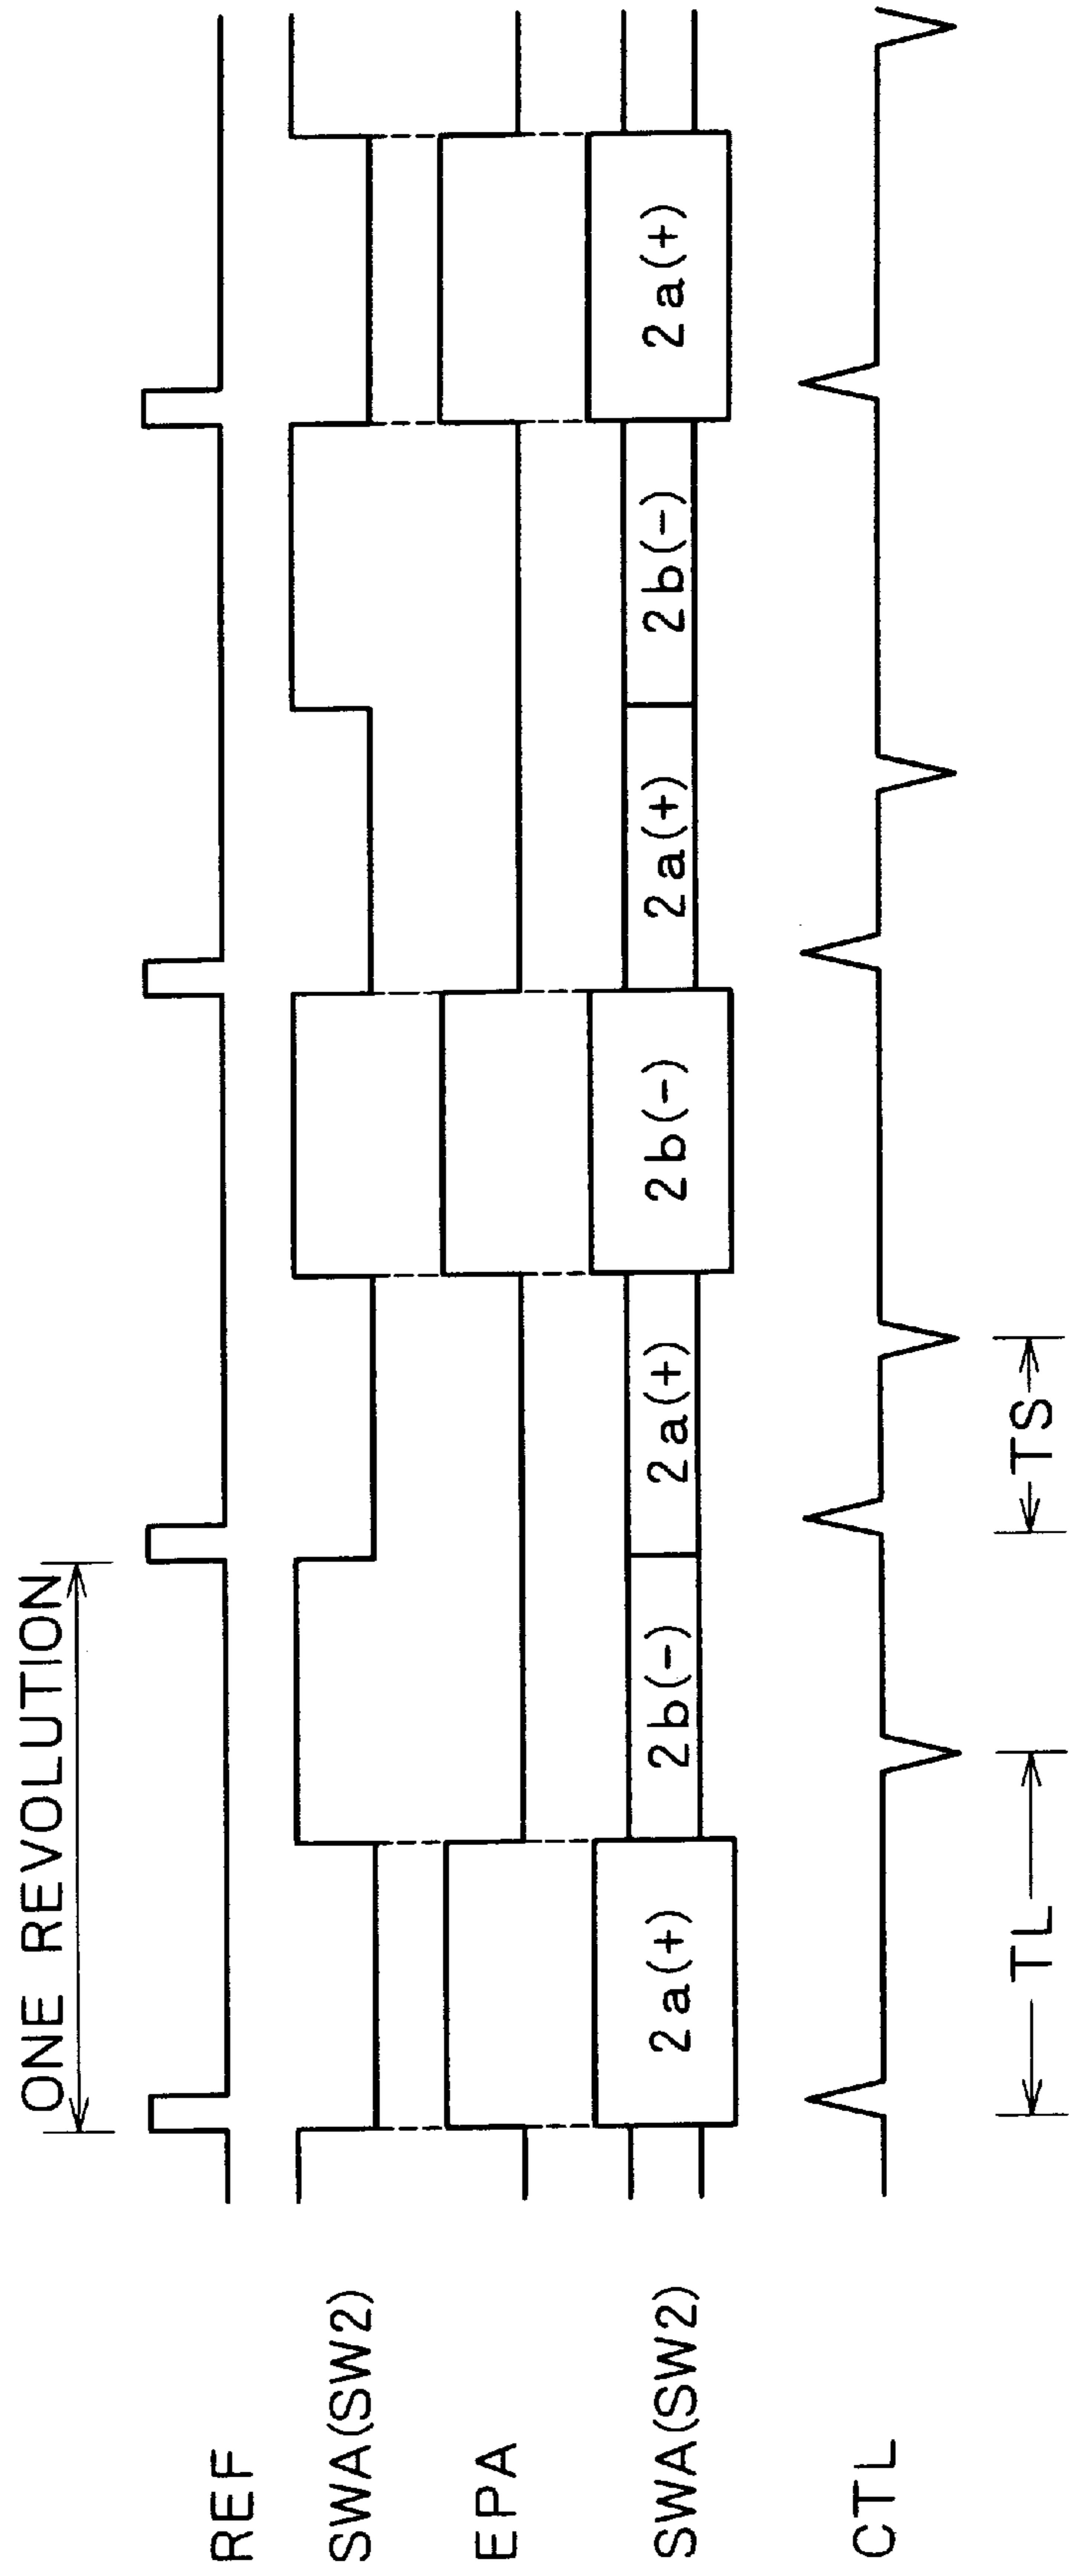 ONE REVOLUTION
REF
SWA(SW2)
EPA
SWA(SW2)
2a(+)
2b(-)
2a(+)
2b(-)
2a(+)
2b(-)
2a(+)
CTL
TL
TS